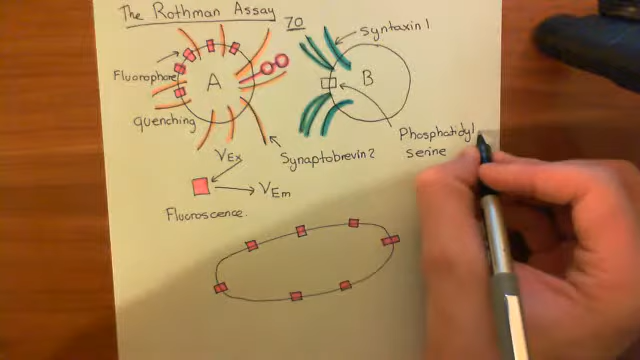 The Rothman Assay
70
Syntaxin 1
Fluorophore
A
B
quenching
Synaptobrevin 2
Phosphatidyl
serine
VEx
VEm
Fluoroscence.